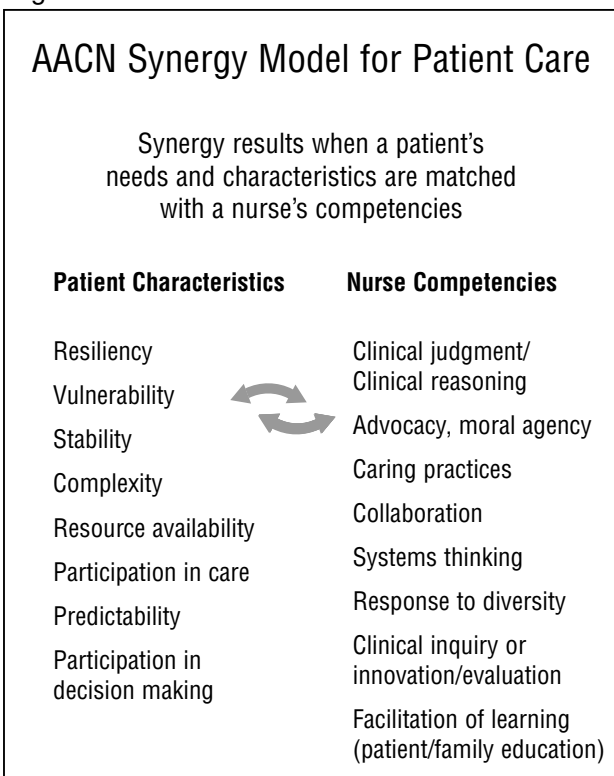 AACN Synergy Model for Patient Care
Synergy results when a patient’s
needs and characteristics are matched
with a nurse’s competencies
Patient Characteristics
Resiliency
Vulnerability
Stability
Complexity
Resource availability
Participation in care
Predictability
Participation in
decision making
Nurse Competencies
Clinical judgment/
Clinical reasoning
Advocacy, moral agency
Caring practices
Collaboration
Systems thinking
Response to diversity
Clinical inquiry or
innovation/evaluation
Facilitation of learning
(patient/family education)